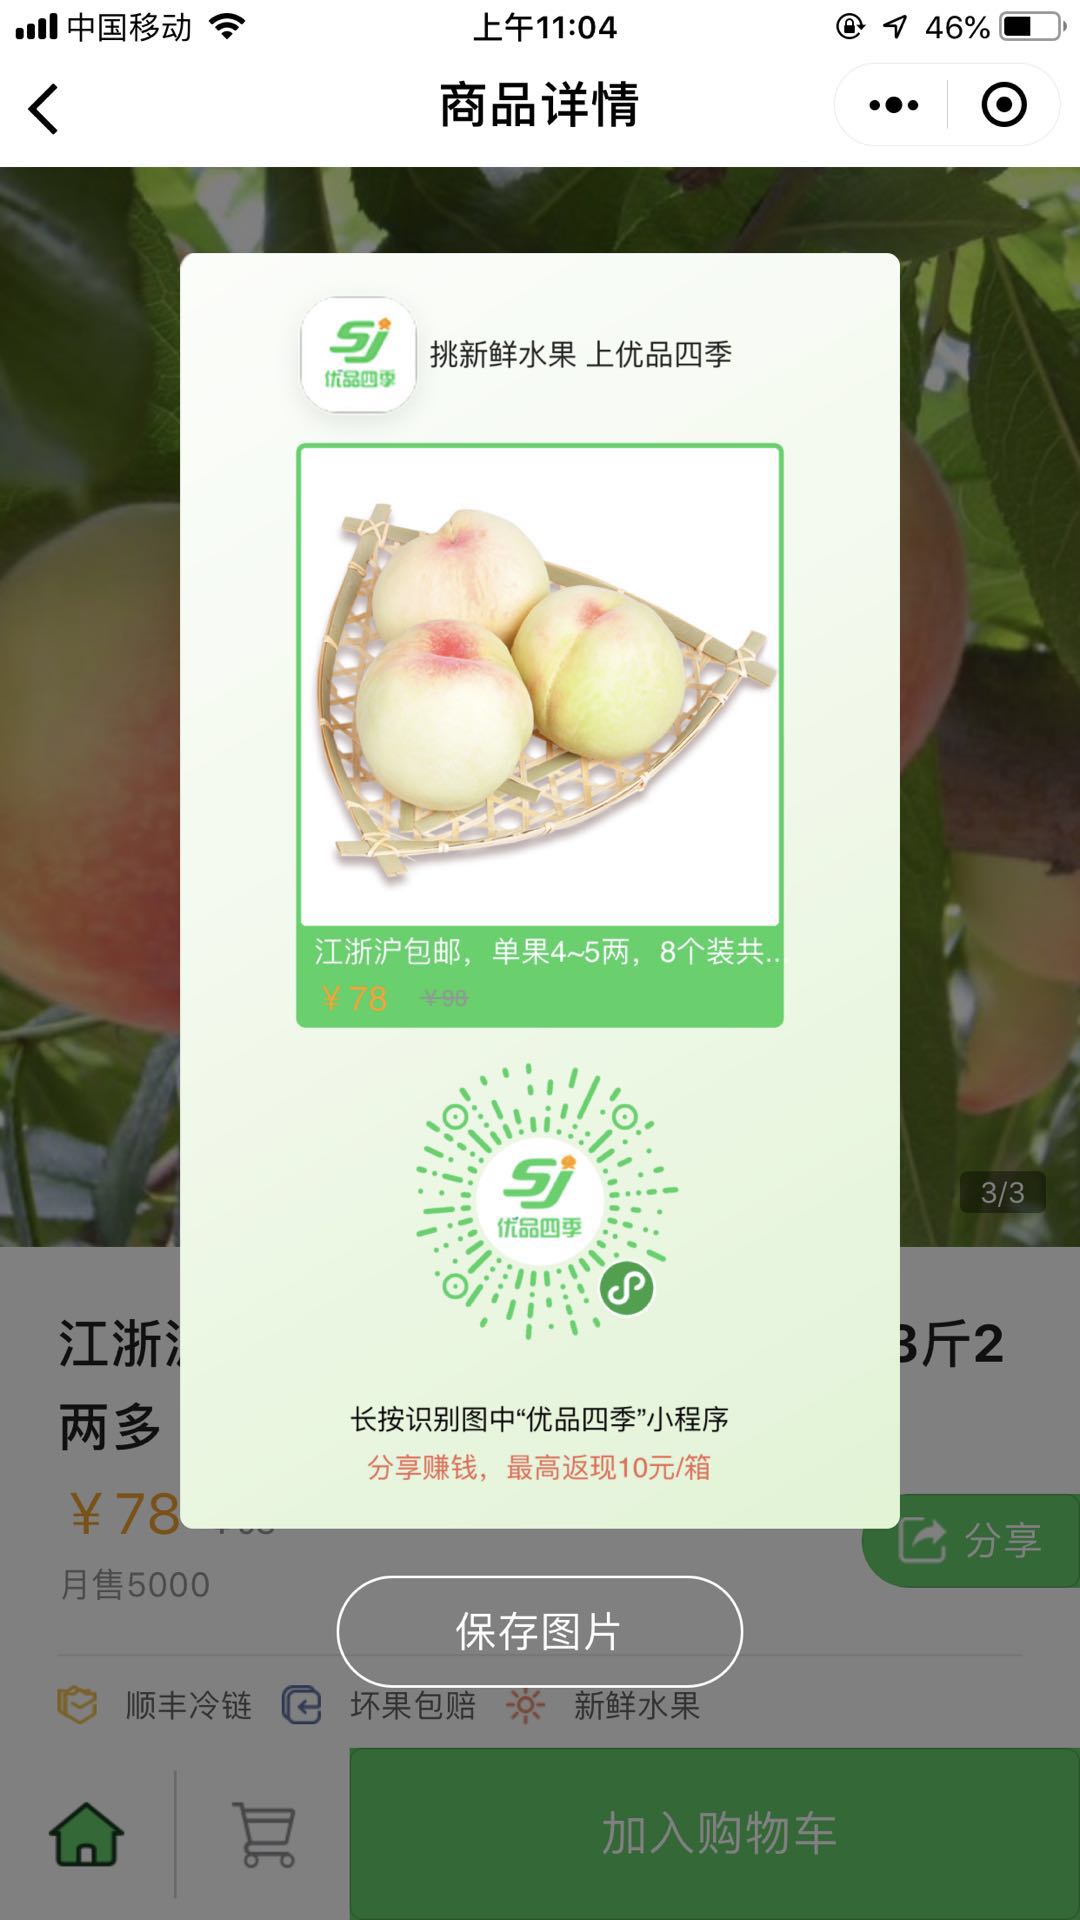 中国移动
上午11:04
46%
商品详情
SJ
优品四季
挑新鲜水果 上优品四季
江浙沪包邮，单果4~5两，8个装共...
￥78 ￥98
SJ
优品四季
3/3
长按识别图中“优品四季”小程序
分享赚钱，最高返现10元/箱
江浙 3斤2
两多
￥78
分享
月售5000
保存图片
顺丰冷链 坏果包赔 新鲜水果
加入购物车